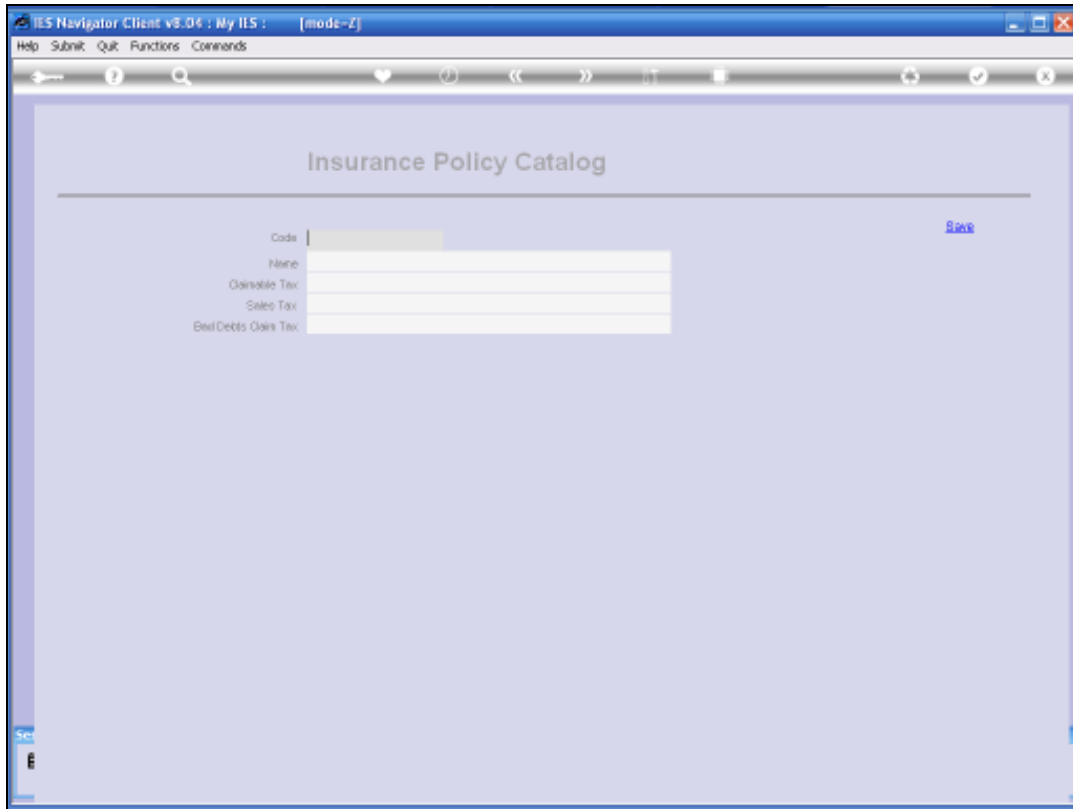 IES Navigator Client v8.04 : My IES : [mode-Z]
Help Submit Quit Functions Commands
Insurance Policy Catalog
Save
Code
Name
Claimable Tax
Sales Tax
Bad Debts Claim Tax